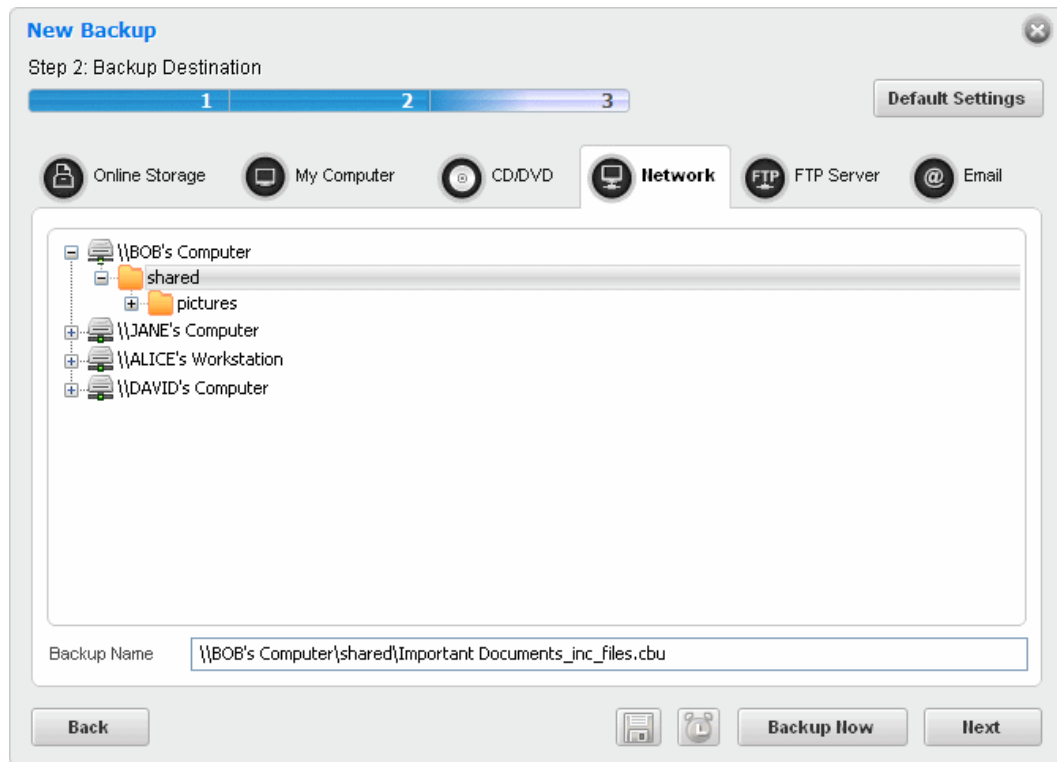 New Backup
Step 2: Backup Destination
1 2 3
Default Settings
Online Storage
My Computer
CD/DVD
Network
FTP FTP Server
@ Email
\\BOB's Computer
shared
pictures
\\JANE's Computer
\\ALICE's Workstation
\\DAVID's Computer
Backup Name \\BOB's Computer\shared\Important Documents_inc_files.cbu
Back
Backup Now
Next